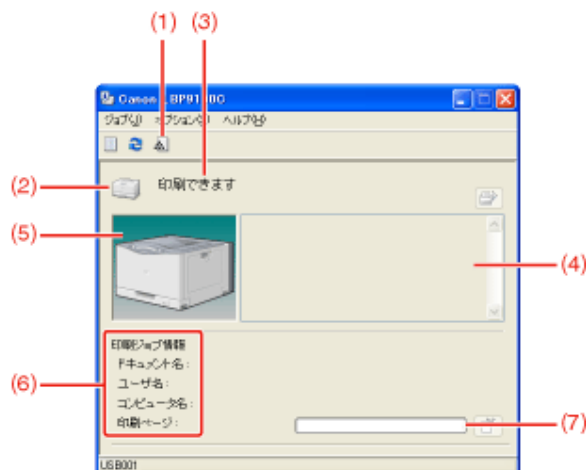 (1) (3)
Canon LBP9100C
ジョブ(J) オプション(O) ヘルプ(H)
(2) 印刷できます
(5)
(4)
(6)
印刷ジョブ情報
ドキュメント名:
ユーザ名:
コンピュータ名:
印刷ページ:
(7)
USB001